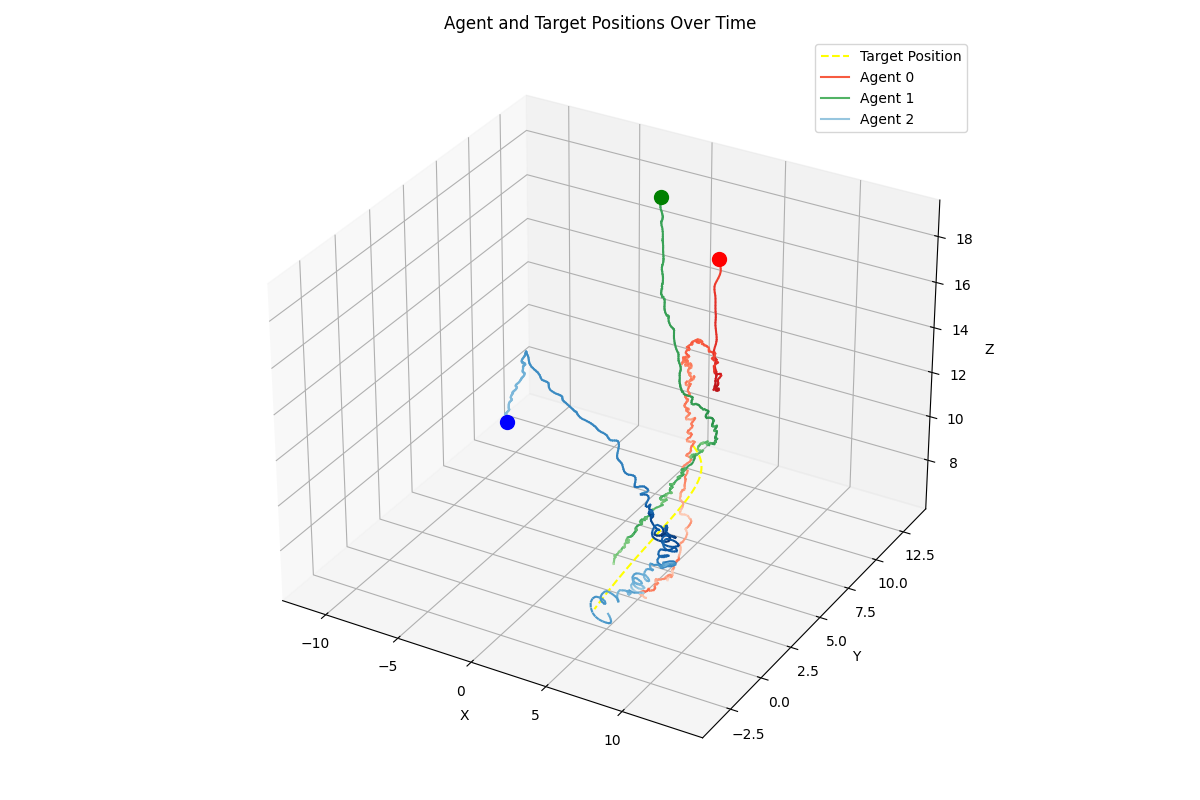 Agent and Target Positions Over Time
Target Position
Agent 0
Agent 1
Agent 2
18
16
14
12
10
8
Z
12.5
10.0
7.5
5.0
2.5
0.0
−2.5
Y
−10
−5
0
5
10
X